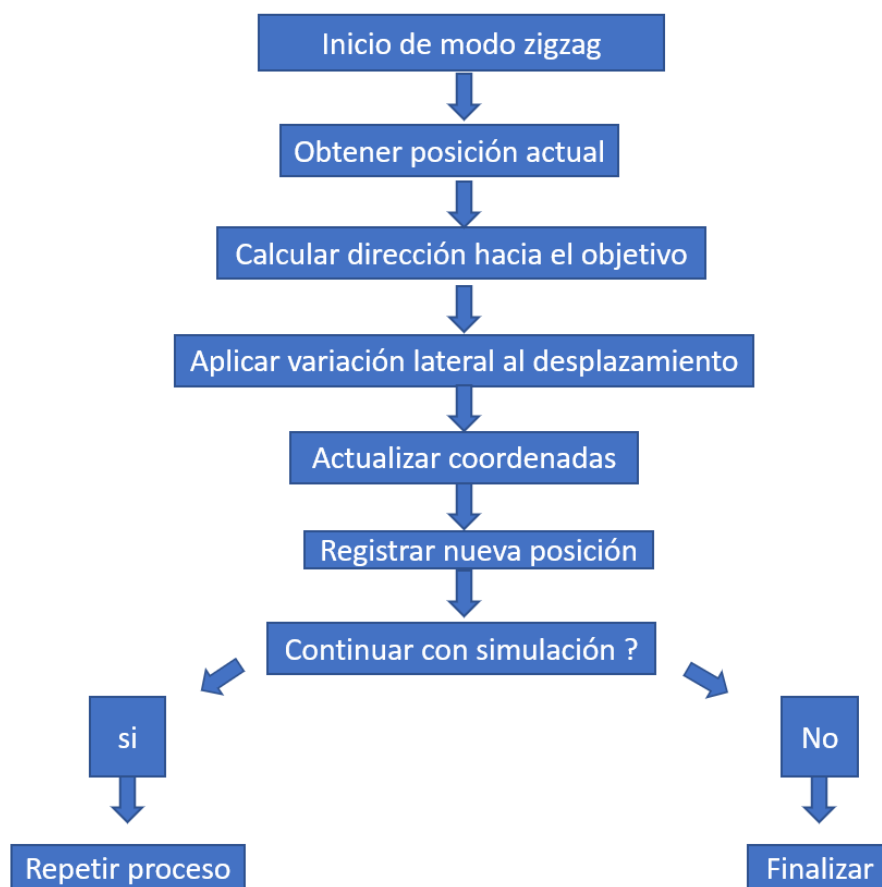 Inicio de modo zigzag
Obtener posición actual
Calcular dirección hacia el objetivo
Aplicar variación lateral al desplazamiento
Actualizar coordenadas
Registrar nueva posición
Continuar con simulación ?
si
No
Repetir proceso
Finalizar